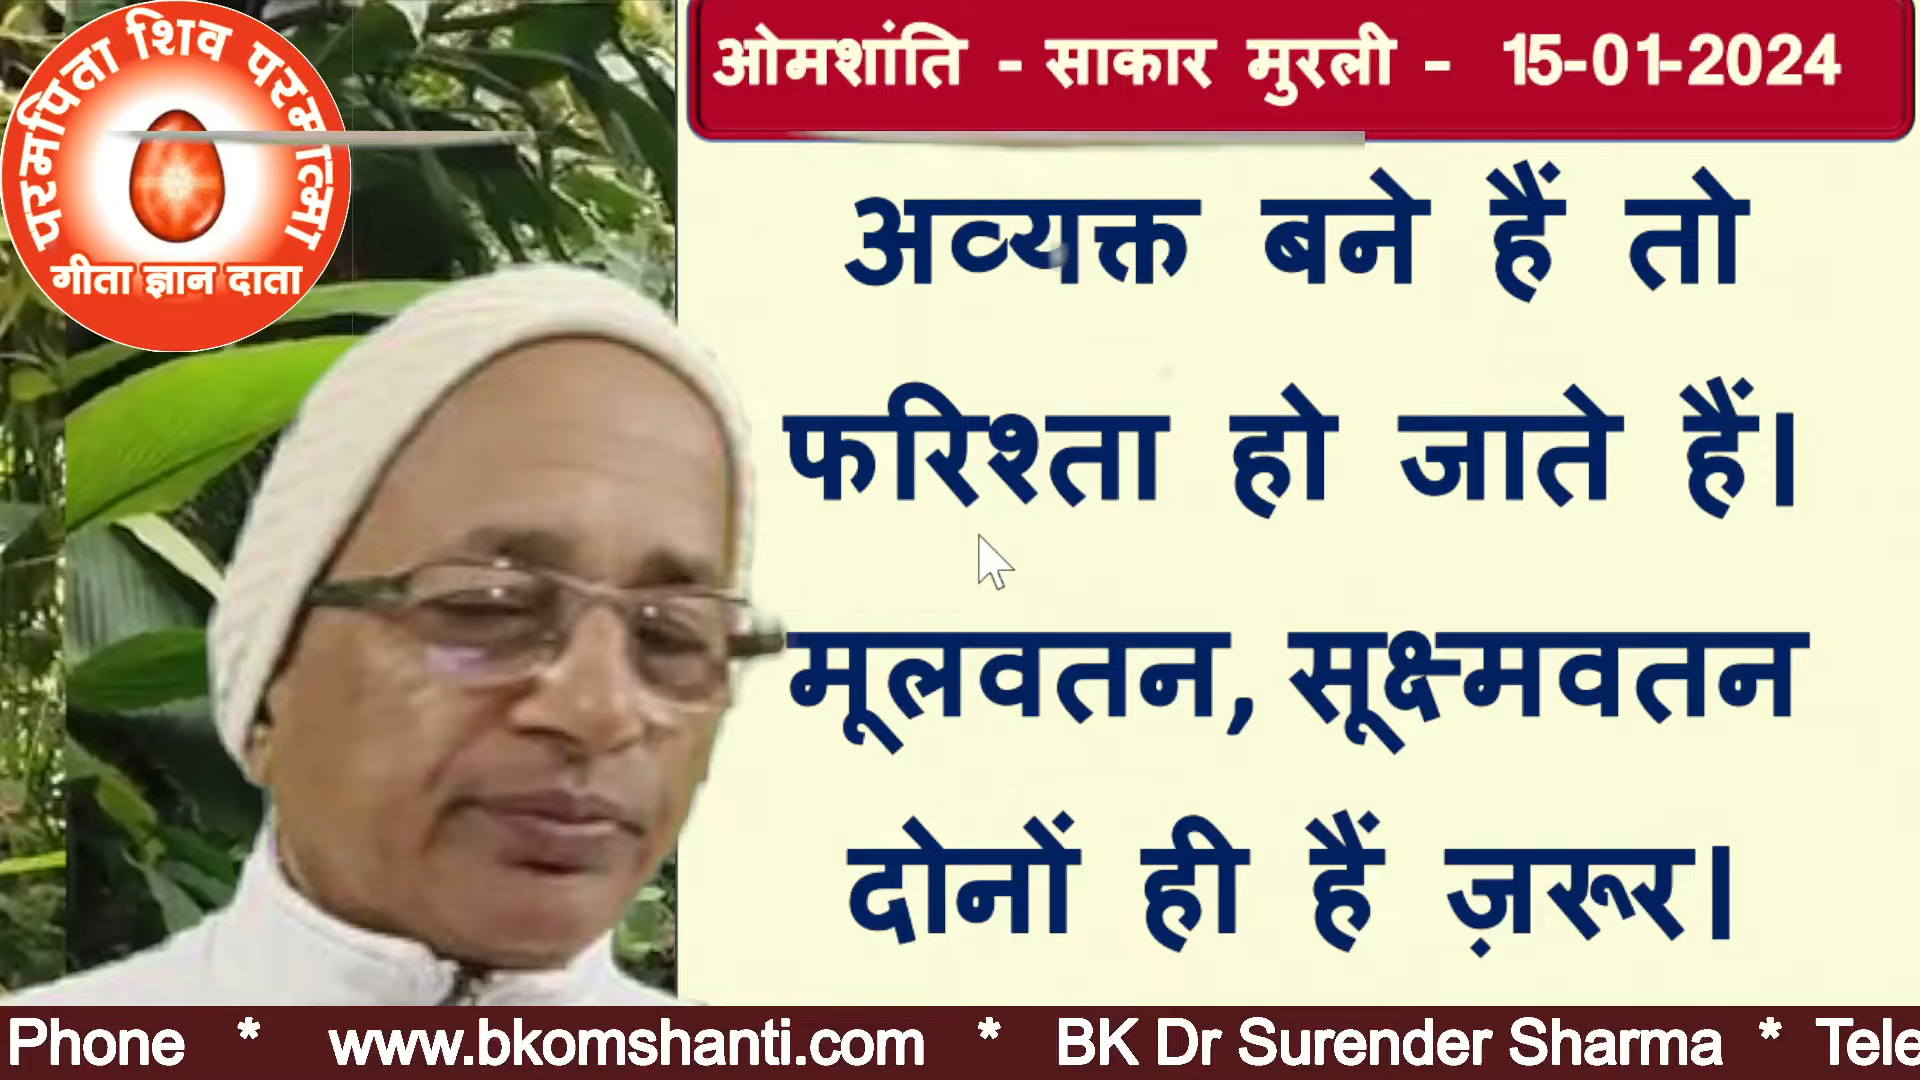 परमपिता शिव परमात्मा
गीता ज्ञान दाता
ओमशांति - साकार मुरली - 15-01-2024
अव्यक्त बने हैं तो
फरिश्ता हो जाते हैं।
मूलवतन, सूक्ष्मवतन
दोनों ही हैं ज़रूर।
Phone * www.bkomshanti.com * BK Dr Surender Sharma * Tele